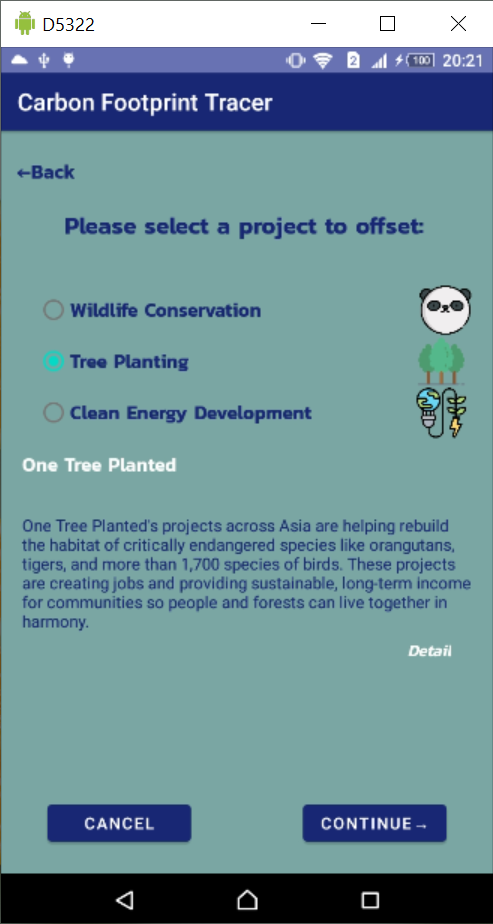 D5322
2
100
20:21
Carbon Footprint Tracer
←Back
Please select a project to offset:
Wildlife Conservation
Tree Planting
Clean Energy Development
One Tree Planted
One Tree Planted's projects across Asia are helping rebuild
the habitat of critically endangered species like orangutans,
tigers, and more than 1,700 species of birds. These projects
are creating jobs and providing sustainable, long-term income
for communities so people and forests can live together in
harmony.
Detail
CANCEL
CONTINUE→